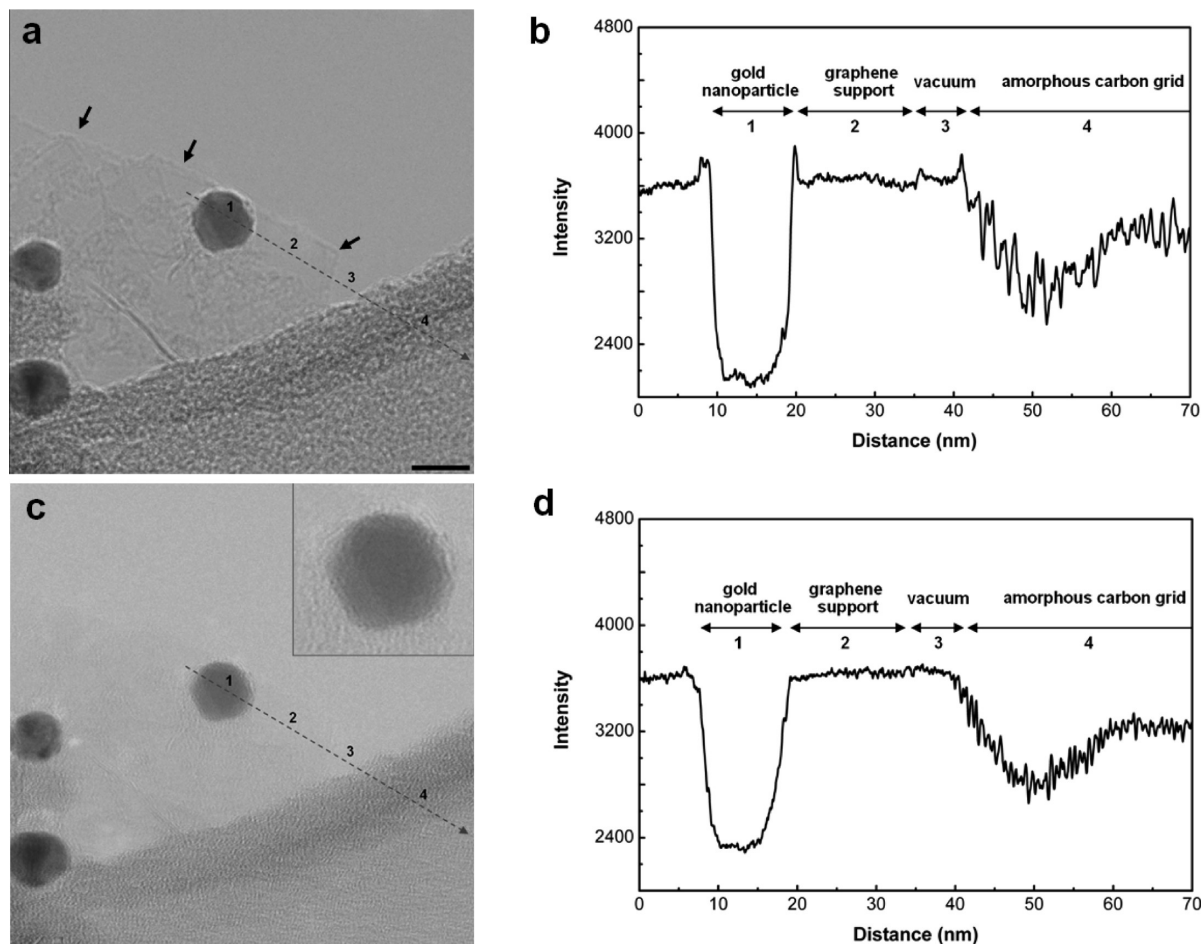 a
1
2
3
4
b
4800
4000
3200
2400
Intensity
gold
nanoparticle
graphene
support
vacuum
amorphous carbon grid
1
2
3
4
0
10
20
30
40
50
60
70
Distance (nm)
c
1
2
3
4
d
4800
4000
3200
2400
Intensity
gold
nanoparticle
graphene
support
vacuum
amorphous carbon grid
1
2
3
4
0
10
20
30
40
50
60
70
Distance (nm)